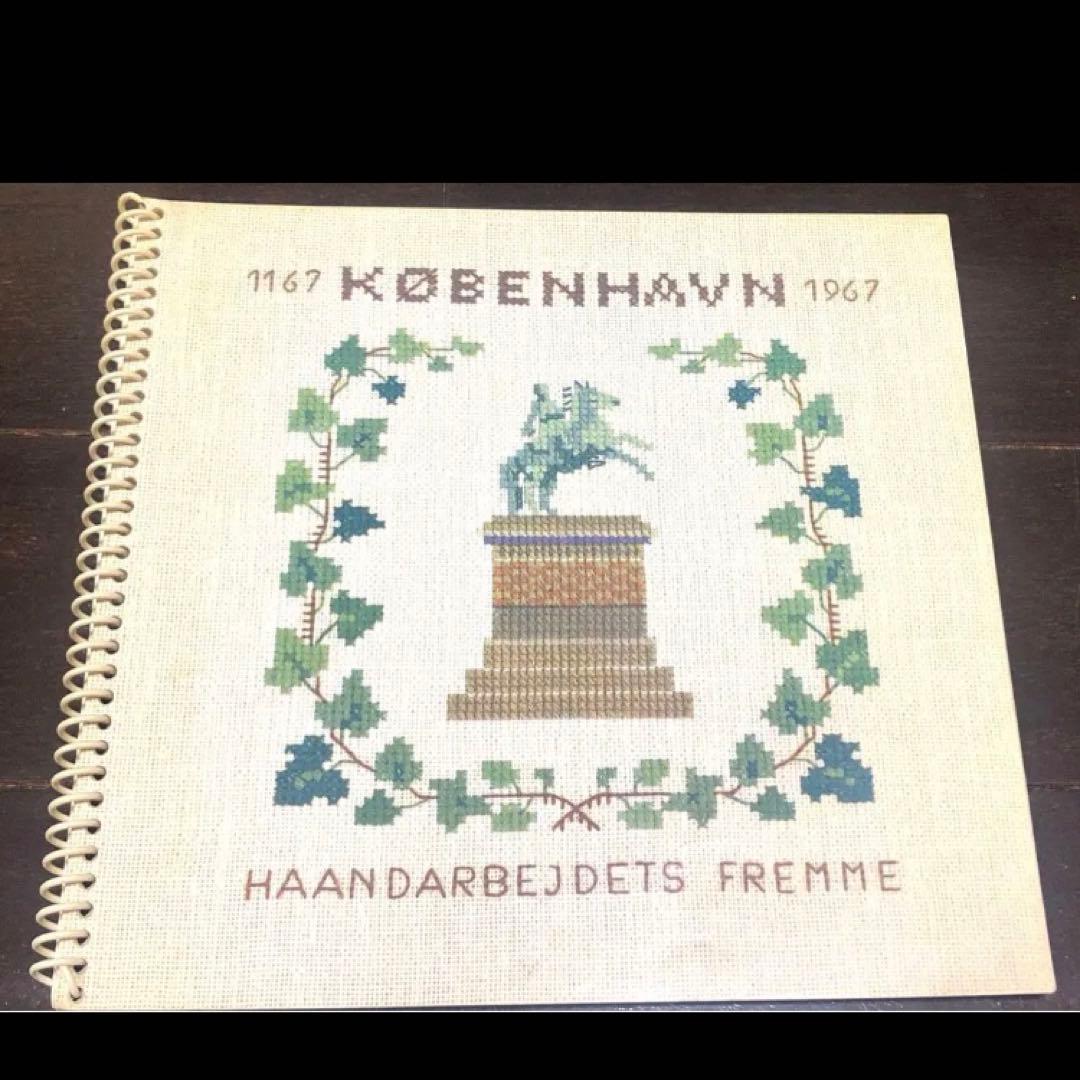 1167 KØBENHAVN 1967
HAANDARBEJDETS FREMME